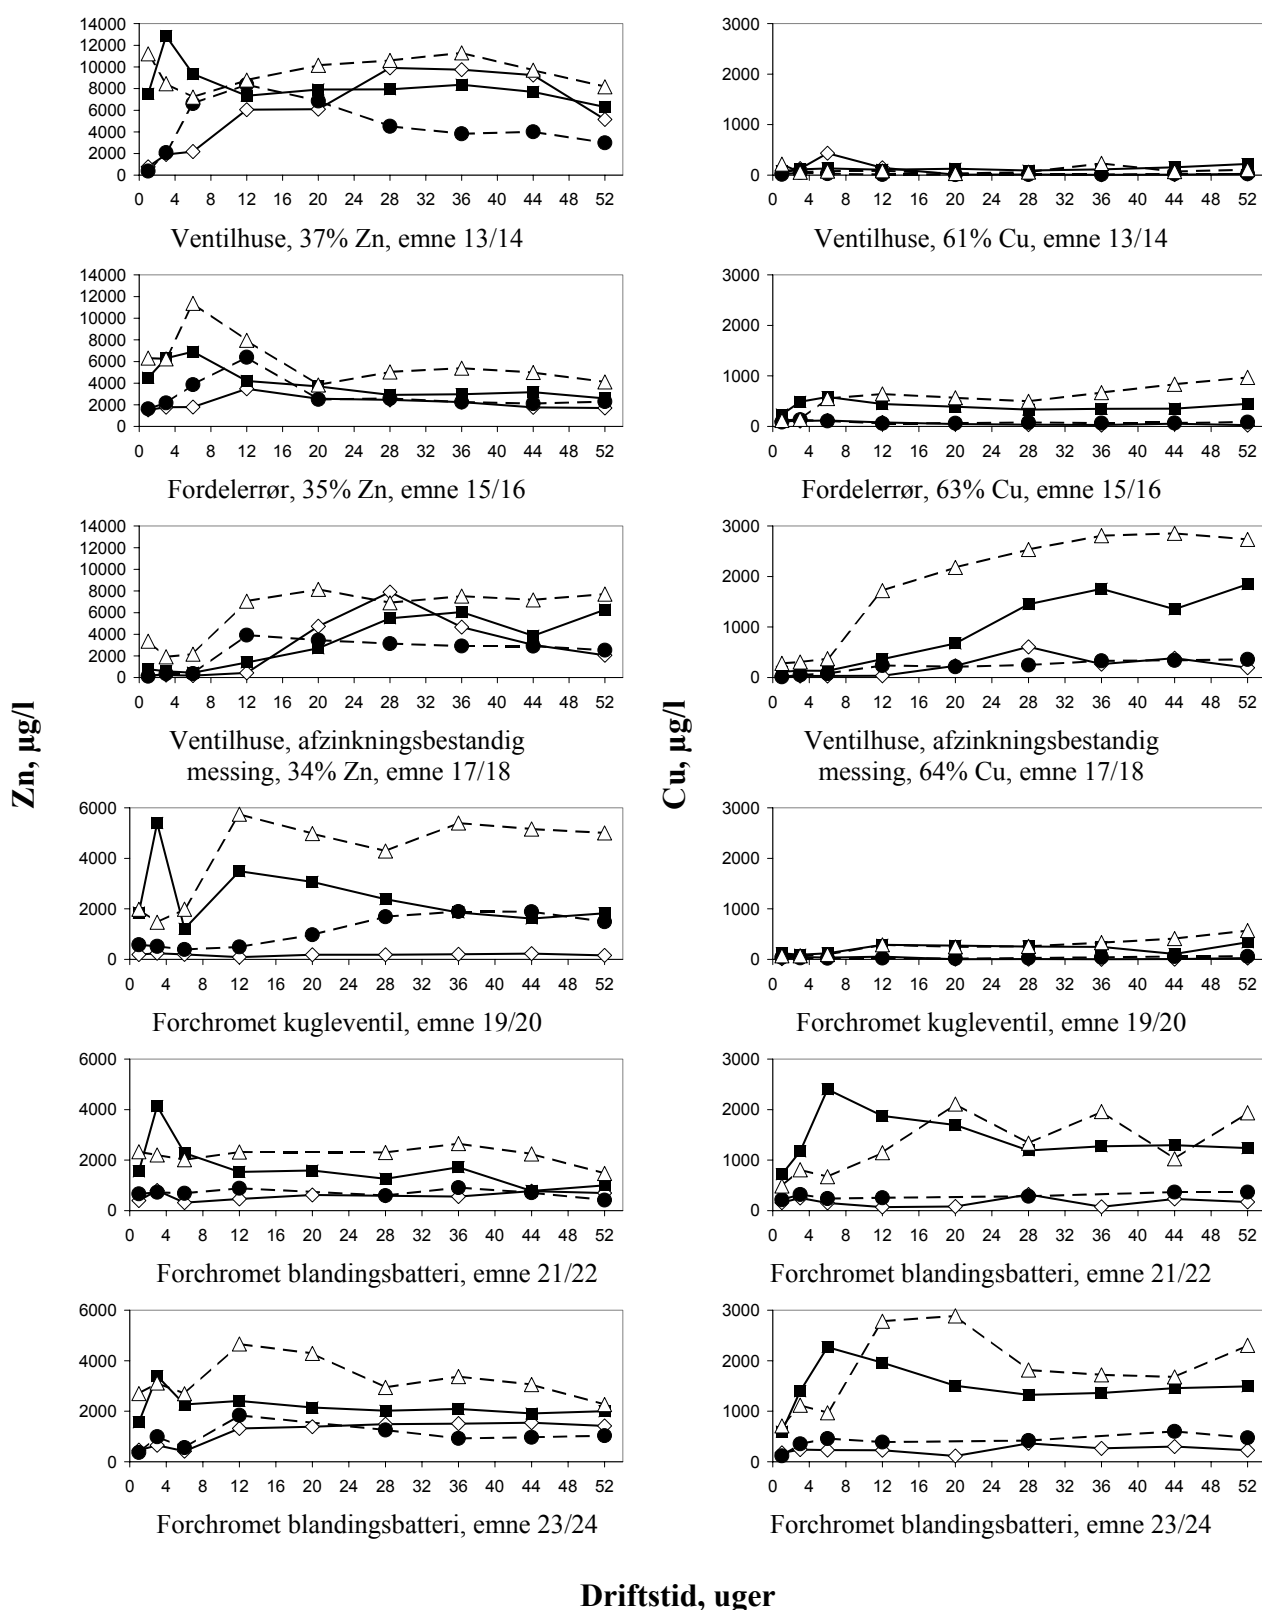 14000
12000
10000
8000
6000
4000
2000
0
0 4 8 12 16 20 24 28 32 36 40 44 48 52
Ventilhuse, 37% Zn, emne 13/14
3000
2000
1000
0
0 4 8 12 16 20 24 28 32 36 40 44 48 52
Ventilhuse, 61% Cu, emne 13/14
14000
12000
10000
8000
6000
4000
2000
0
0 4 8 12 16 20 24 28 32 36 40 44 48 52
Fordelerrør, 35% Zn, emne 15/16
3000
2000
1000
0
0 4 8 12 16 20 24 28 32 36 40 44 48 52
Fordelerrør, 63% Cu, emne 15/16
14000
12000
10000
8000
6000
4000
2000
0
0 4 8 12 16 20 24 28 32 36 40 44 48 52
Ventilhuse, afzinkningsbestandig
messing, 34% Zn, emne 17/18
3000
2000
1000
0
0 4 8 12 16 20 24 28 32 36 40 44 48 52
Ventilhuse, afzinkningsbestandig
messing, 64% Cu, emne 17/18
Zn, µg/l
Cu, µg/l
6000
4000
2000
0
0 4 8 12 16 20 24 28 32 36 40 44 48 52
Forchromet kugleventil, emne 19/20
3000
2000
1000
0
0 4 8 12 16 20 24 28 32 36 40 44 48 52
Forchromet kugleventil, emne 19/20
6000
4000
2000
0
0 4 8 12 16 20 24 28 32 36 40 44 48 52
Forchromet blandingsbatteri, emne 21/22
3000
2000
1000
0
0 4 8 12 16 20 24 28 32 36 40 44 48 52
Forchromet blandingsbatteri, emne 21/22
6000
4000
2000
0
0 4 8 12 16 20 24 28 32 36 40 44 48 52
Forchromet blandingsbatteri, emne 23/24
3000
2000
1000
0
0 4 8 12 16 20 24 28 32 36 40 44 48 52
Forchromet blandingsbatteri, emne 23/24
Driftstid, uger